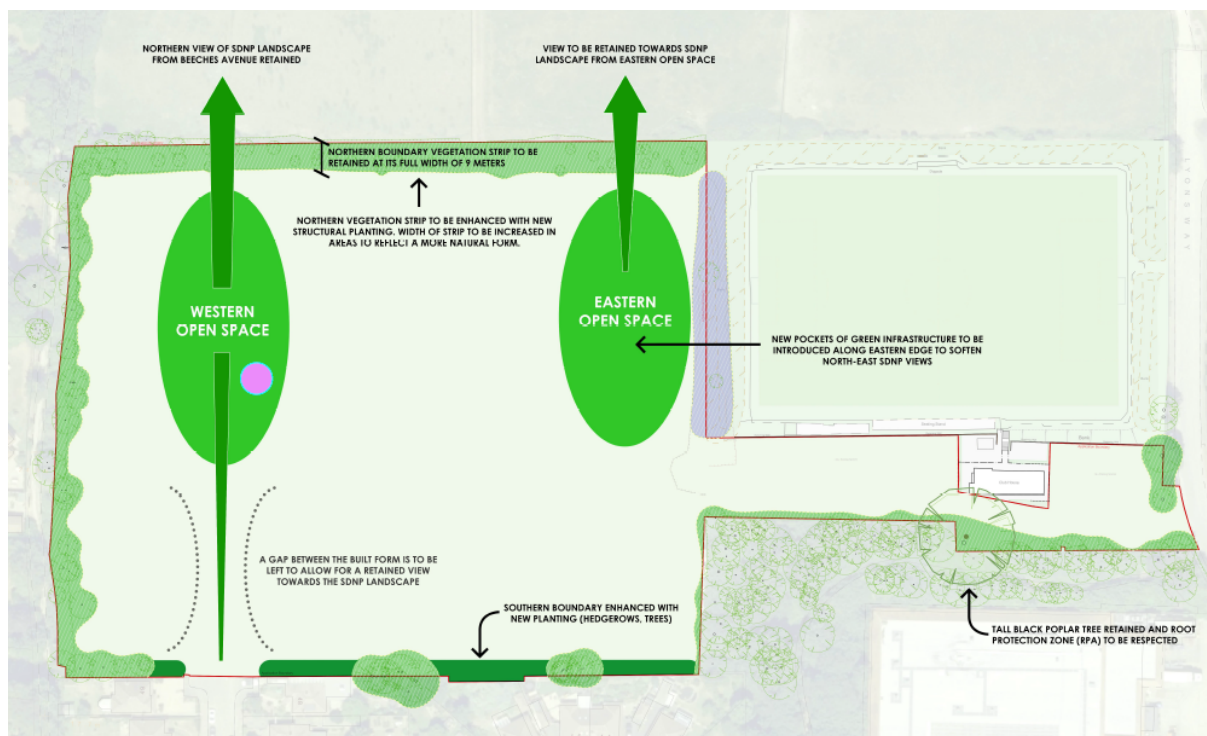 NORTHERN VIEW OF SDNP LANDSCAPE
FROM BEECHES AVENUE RETAINED
VIEW TO BE RETAINED TOWARDS SDNP
LANDSCAPE FROM EASTERN OPEN SPACE
NORTHERN BOUNDARY VEGETATION STRIP TO BE
RETAINED AT ITS FULL WIDTH OF 9 METERS
NORTHERN VEGETATION STRIP TO BE ENHANCED WITH NEW
STRUCTURAL PLANTING. WIDTH OF STRIP TO BE INCREASED IN
AREAS TO REFLECT A MORE NATURAL FORM.
WESTERN
OPEN SPACE
EASTERN
OPEN SPACE
NEW POCKETS OF GREEN INFRASTRUCTURE TO BE
INTRODUCED ALONG EASTERN EDGE TO SOFTEN
NORTH-EAST SDNP VIEWS
A GAP BETWEEN THE BUILT FORM IS TO BE
LEFT TO ALLOW FOR A RETAINED VIEW
TOWARDS THE SDNP LANDSCAPE
SOUTHERN BOUNDARY ENHANCED WITH
NEW PLANTING (HEDGEROWS, TREES)
TALL BLACK POPLAR TREE RETAINED AND ROOT
PROTECTION ZONE (RPA) TO BE RESPECTED